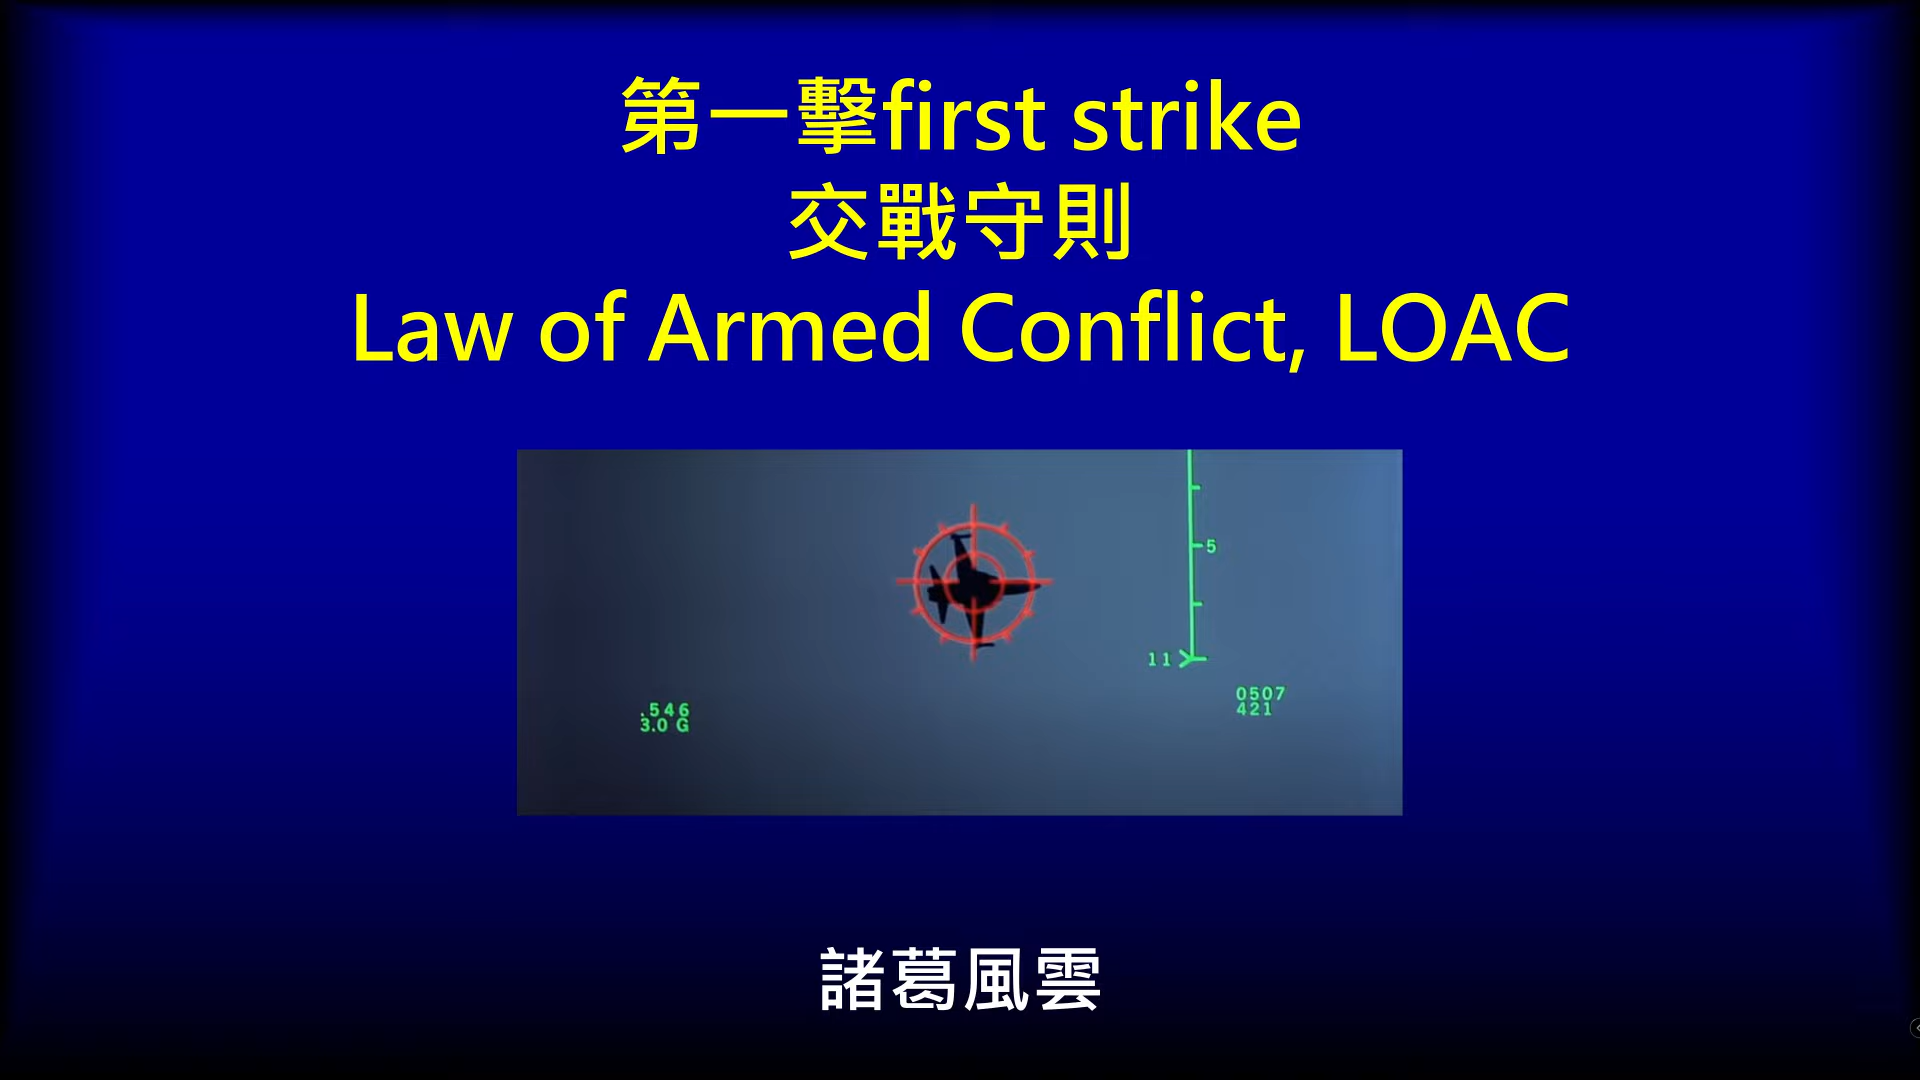 第一擊first strike
交戰守則
Law of Armed Conflict, LOAC
5
11
.546
3.0 G
0507
421
諸葛風雲